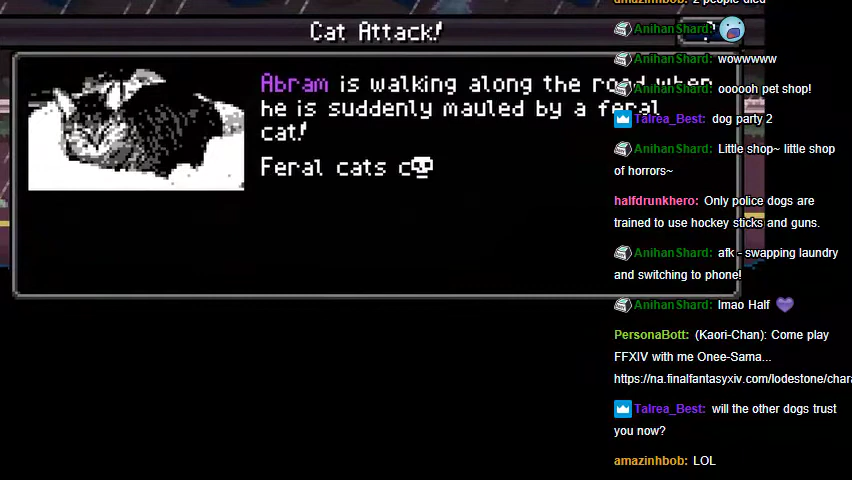 Cat Attack!
Abram is walking along the road when
he is suddenly mauled by a feral
cat!
Feral cats c
amazinhbob: 2 people died
AnihanShard:
AnihanShard: wowwwww
AnihanShard: oooooh pet shop!
Talrea_Best: dog party 2
AnihanShard: Little shop~ little shop
of horrors~
halfdrunkhero: Only police dogs are
trained to use hockey sticks and guns.
AnihanShard: afk - swapping laundry
and switching to phone!
AnihanShard: lmao Half
PersonaBott: (Kaori-Chan): Come play
FFXIV with me Onee-Sama...
https://na.finalfantasyxiv.com/lodestone/chara
Talrea_Best: will the other dogs trust
you now?
amazinhbob: LOL